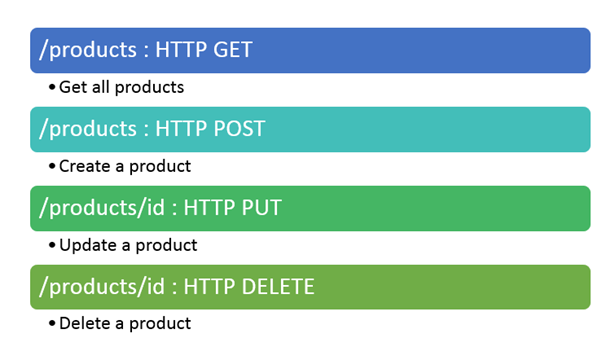 /products : HTTP GET
•Get all products
/products : HTTP POST
•Create a product
/products/id : HTTP PUT
•Update a product
/products/id : HTTP DELETE
•Delete a product